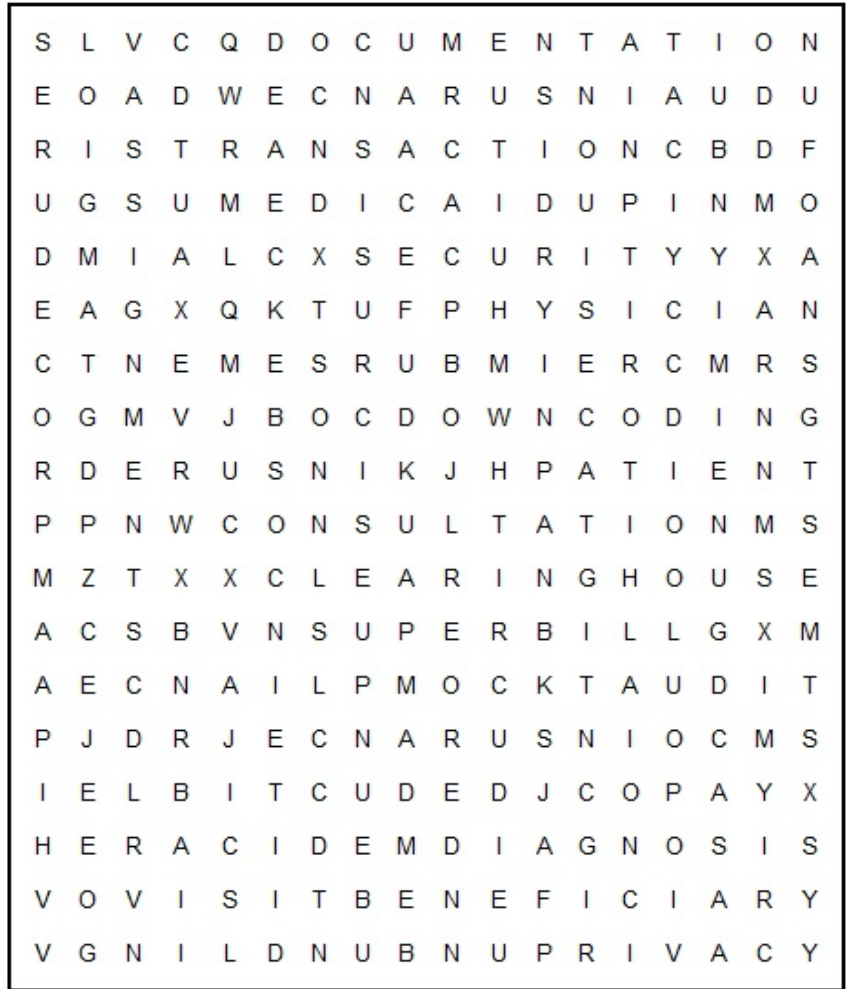 S L V C Q D O C U M E N T A T I O N
E O A D W E C N A R U S N I A U D U
R I S T R A N S A C T I O N C B D F
U G S U M E D I C A I D U P I N M O
D M I A L C X S E C U R I T Y Y X A
E A G X Q K T U F P H Y S I C I A N
C T N E M E S R U B M I E R C M R S
O G M V J B O C D O W N C O D I N G
R D E R U S N I K J H P A T I E N T
P P N W C O N S U L T A T I O N M S
M Z T X X C L E A R I N G H O U S E
A C S B V N S U P E R B I L L G X M
A E C N A I L P M O C K T A U D I T
P J D R J E C N A R U S N I O C M S
I E L B I T C U D E D J C O P A Y X
H E R A C I D E M D I A G N O S I S
V O V I S I T B E N E F I C I A R Y
V G N I L D N U B N U P R I V A C Y